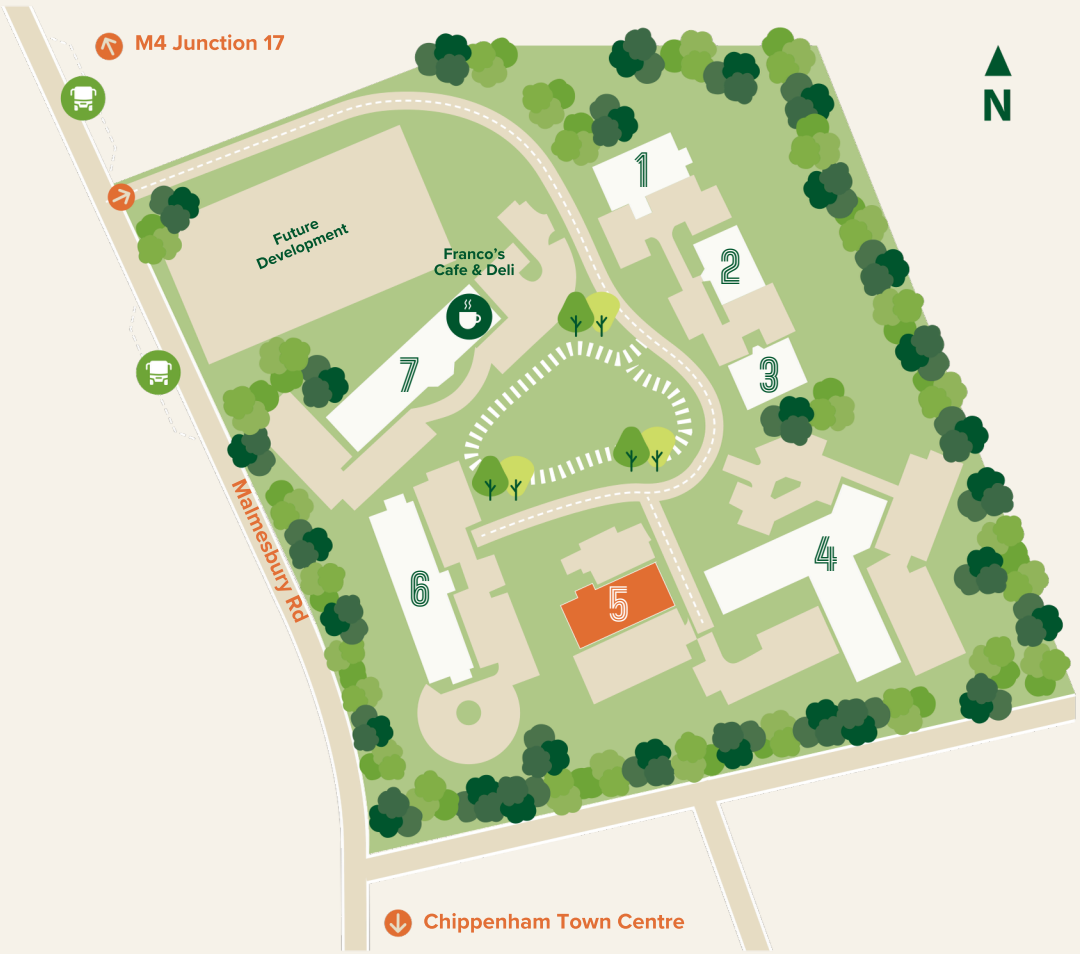 M4 Junction 17
N
1
Future
Development
Franco's
Cafe & Deli
2
7
3
Malmesbury Rd
4
6
5
Chippenham Town Centre